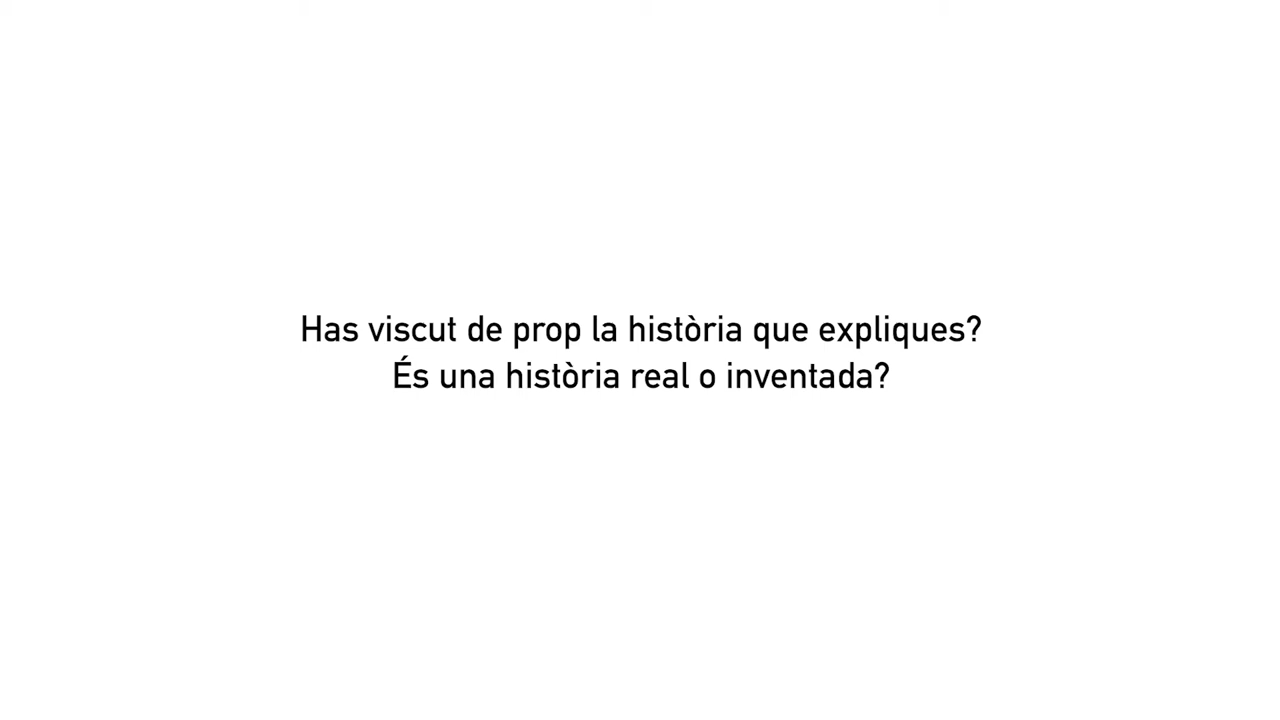 Has viscut de prop la història que expliques?
És una història real o inventada?